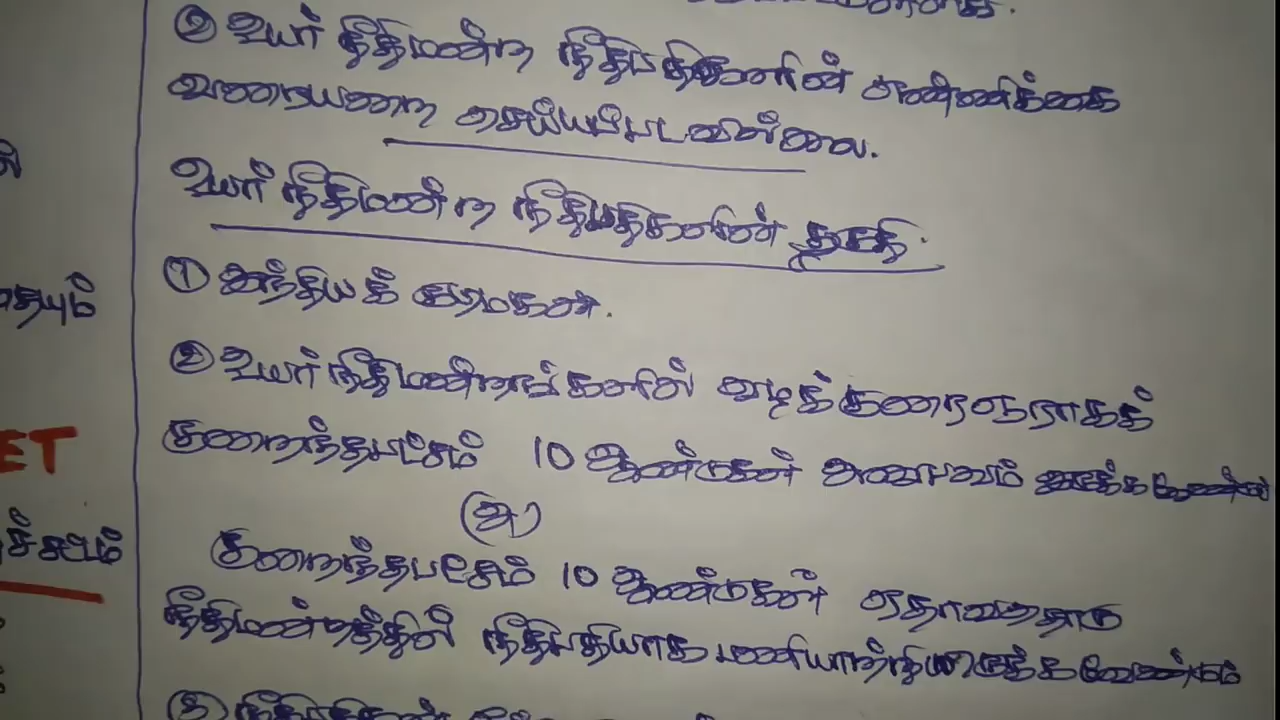 ② உயர் நீதிமன்ற நீதிபதிகளின் எண்ணிக்கை
வரையறை செய்யப்படவில்லை.
உயர் நீதிமன்ற நீதிபதிகளின் தகுதி.
① இந்தியக் குடிமகன்.
② உயர் நீதிமன்றங்களில் வழக்குரைஞராகக்
குறைந்தபட்சம் 10 ஆண்டுகள் அனுபவம் இருக்க வேண்டும்
(அ)
குறைந்தபட்சம் 10 ஆண்டுகள் ஏதாவதொரு
நீதிமன்றத்தில் நீதிபதியாக பணியாற்றியிருக்க வேண்டும்
ET